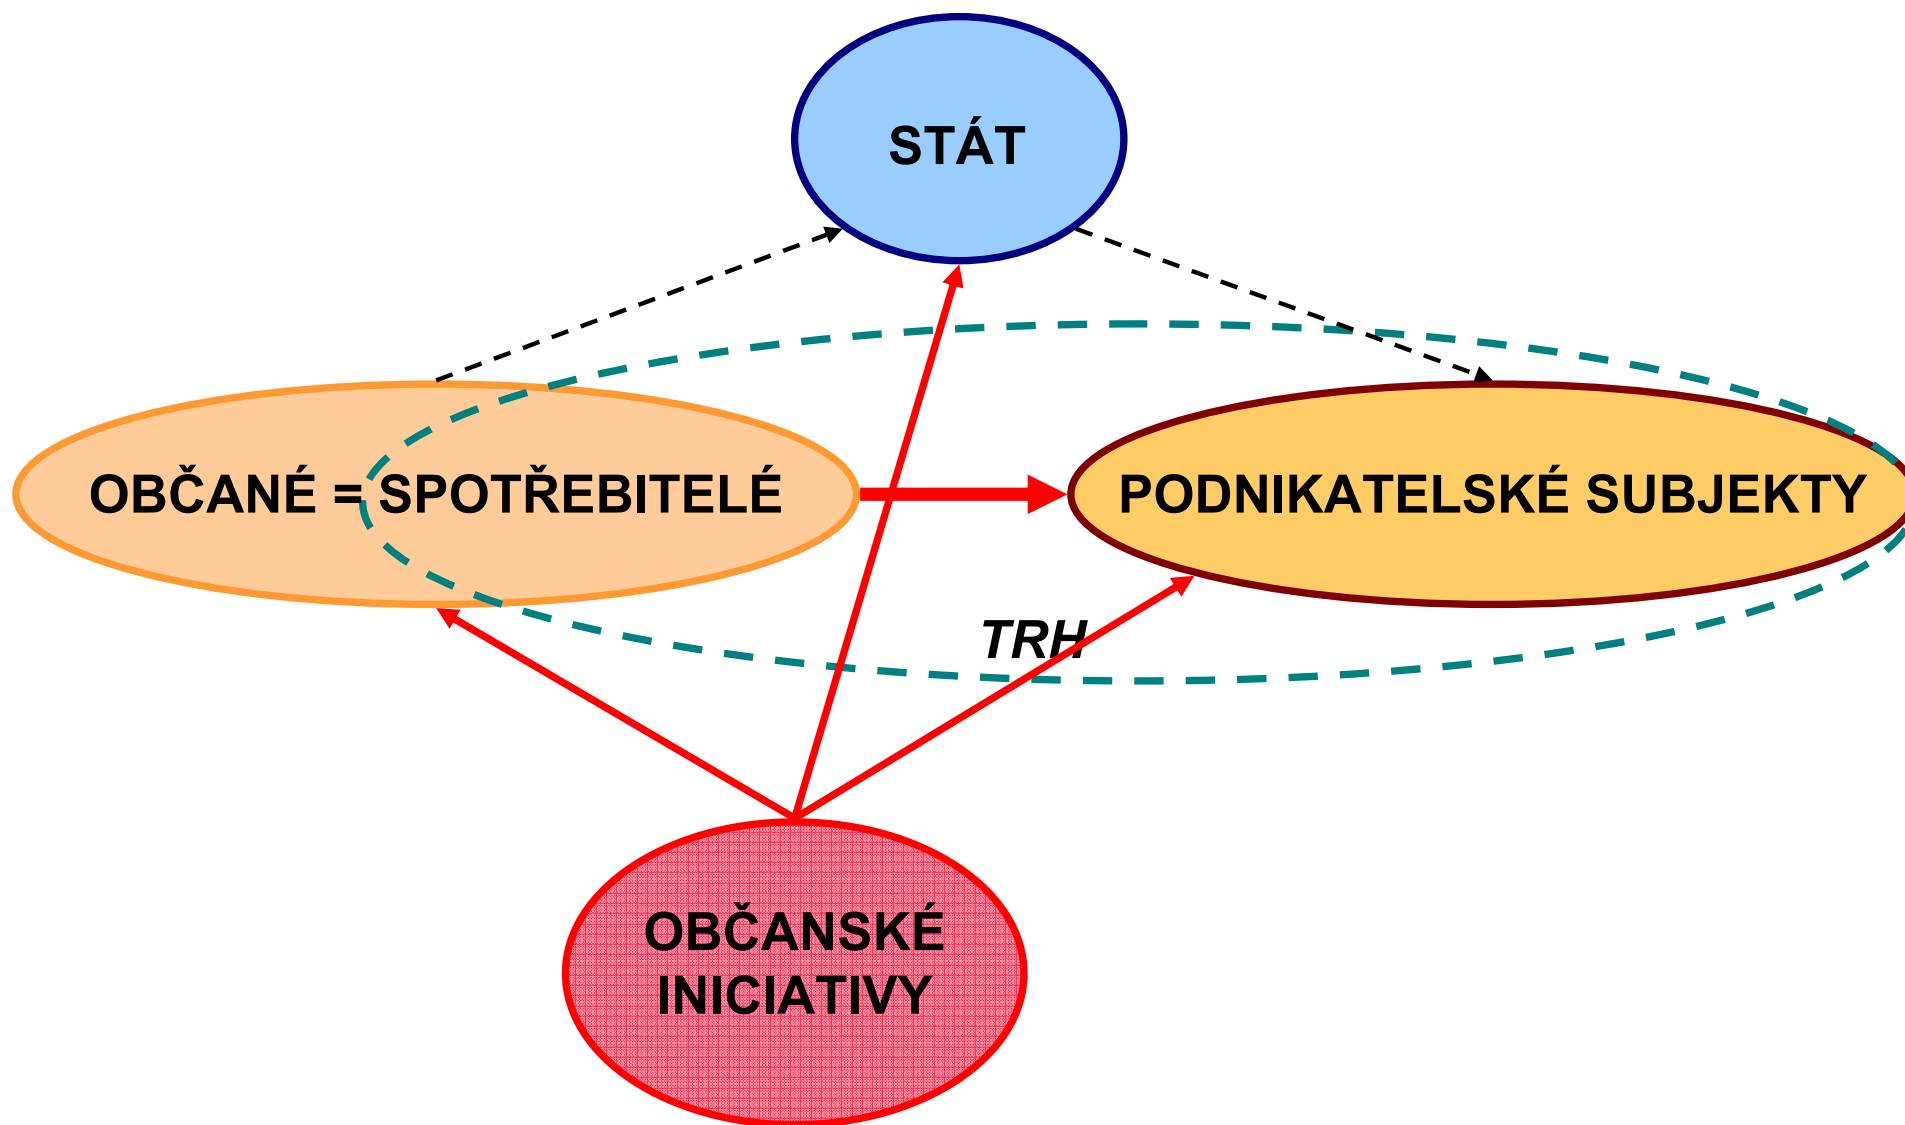 STÁT
OBČANÉ = SPOTŘEBITELÉ
PODNIKATELSKÉ SUBJEKTY
TRH
OBČANSKÉ
INICIATIVY